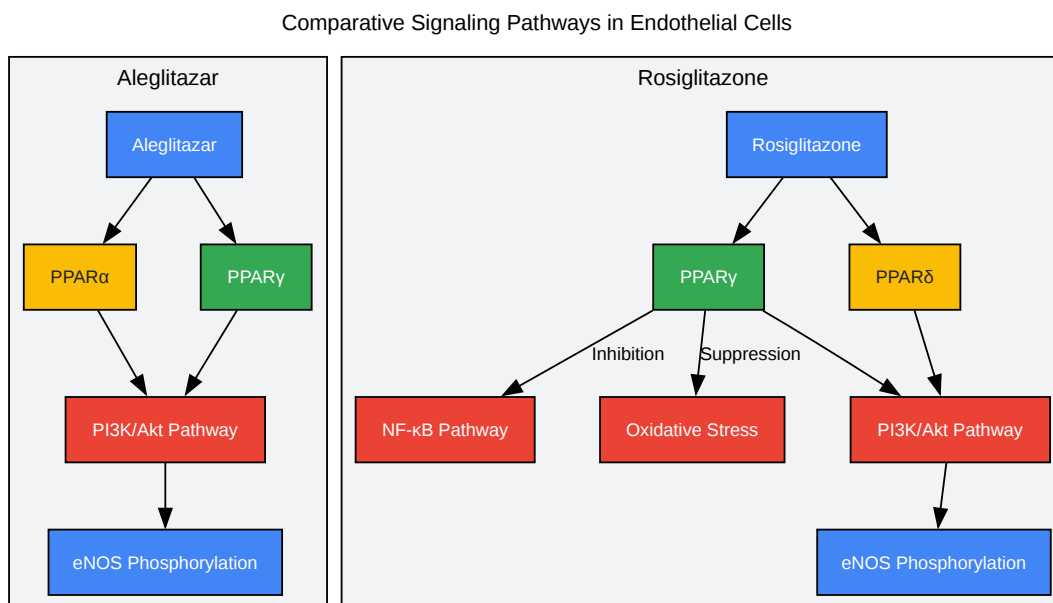 Comparative Signaling Pathways in Endothelial Cells
Aleglitazar
Aleglitazar
PPARα
PPARγ
PI3K/Akt Pathway
eNOS Phosphorylation
Rosiglitazone
Rosiglitazone
PPARγ
PPARδ
Inhibition
Suppression
NF-κB Pathway
Oxidative Stress
PI3K/Akt Pathway
eNOS Phosphorylation